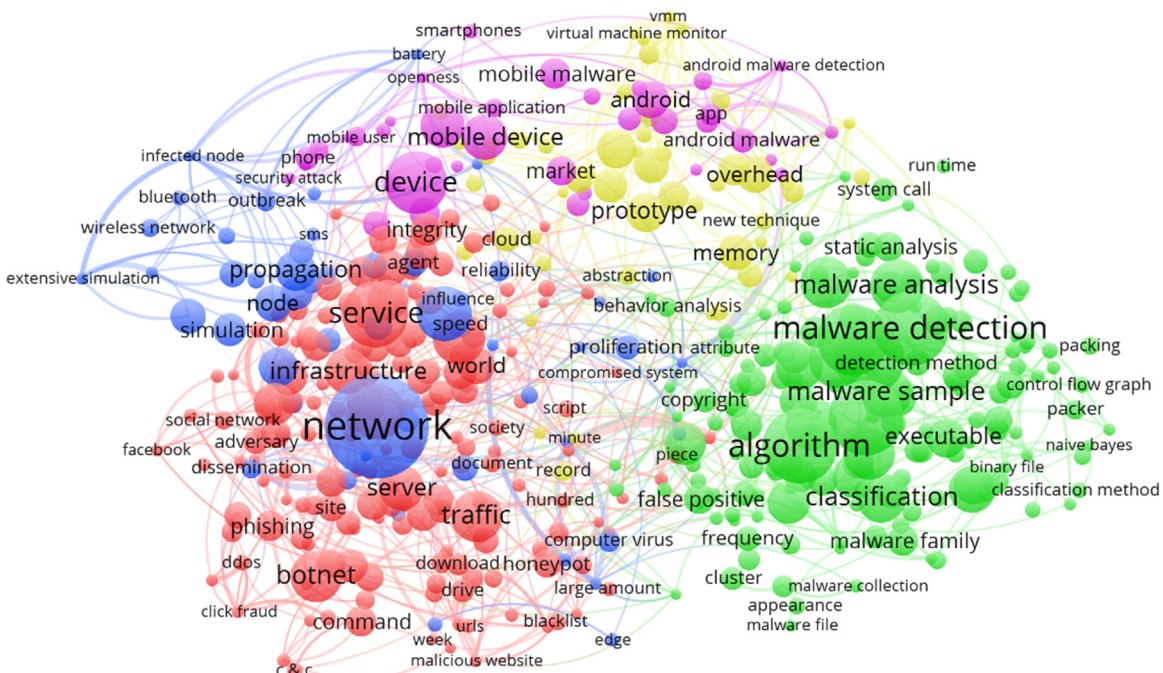 vmm
smartphones
virtual machine monitor
battery
android malware detection
openness
mobile malware
android
mobile application
app
mobile user
mobile device
android malware
infected node
phone
security attack
device
market
overhead
run time
system call
bluetooth
outbreak
prototype
new technique
wireless network
sms
integrity
cloud
memory
static analysis
extensive simulation
propagation
agent
reliability
abstraction
malware analysis
node
influence
behavior analysis
service
simulation
speed
malware detection
proliferation
attribute
packing
infrastructure
world
compromised system
detection method
control flow graph
malware sample
copyright
packer
script
social network
network
society
minute
algorithm
executable
naive bayes
facebook
adversary
piece
dissemination
document
record
binary file
server
classification
classification method
hundred
false positive
site
traffic
phishing
computer virus
frequency
malware family
ddos
download
honeypot
botnet
drive
large amount
cluster
malware collection
click fraud
command
urls
blacklist
appearance
malware file
week
edge
malicious website
c & c